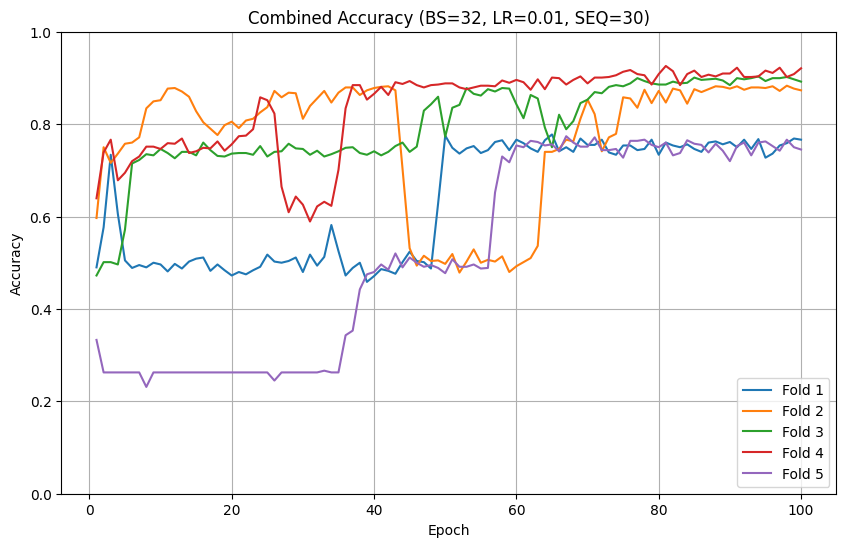 Combined Accuracy (BS=32, LR=0.01, SEQ=30)
1.0
0.8
0.6
0.4
0.2
0.0
Accuracy
0 20 40 60 80 100
Epoch
Fold 1
Fold 2
Fold 3
Fold 4
Fold 5